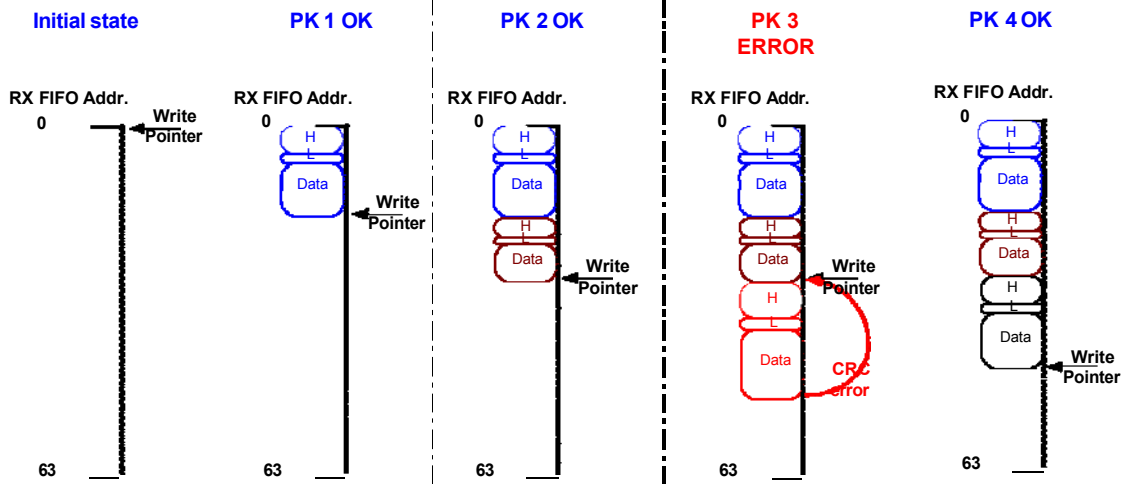 Initial state
RX FIFO Addr.
0
Write
Pointer
63
PK 1 OK
RX FIFO Addr.
0
H
L
Data
Write
Pointer
63
PK 2 OK
RX FIFO Addr.
0
H
L
Data
H
L
Data
Write
Pointer
63
PK 3
ERROR
RX FIFO Addr.
0
H
L
Data
H
L
Data
Write
Pointer
H
L
Data
CRC
error
63
PK 4 OK
RX FIFO Addr.
0
H
L
Data
H
L
Data
H
L
Data
Write
Pointer
63